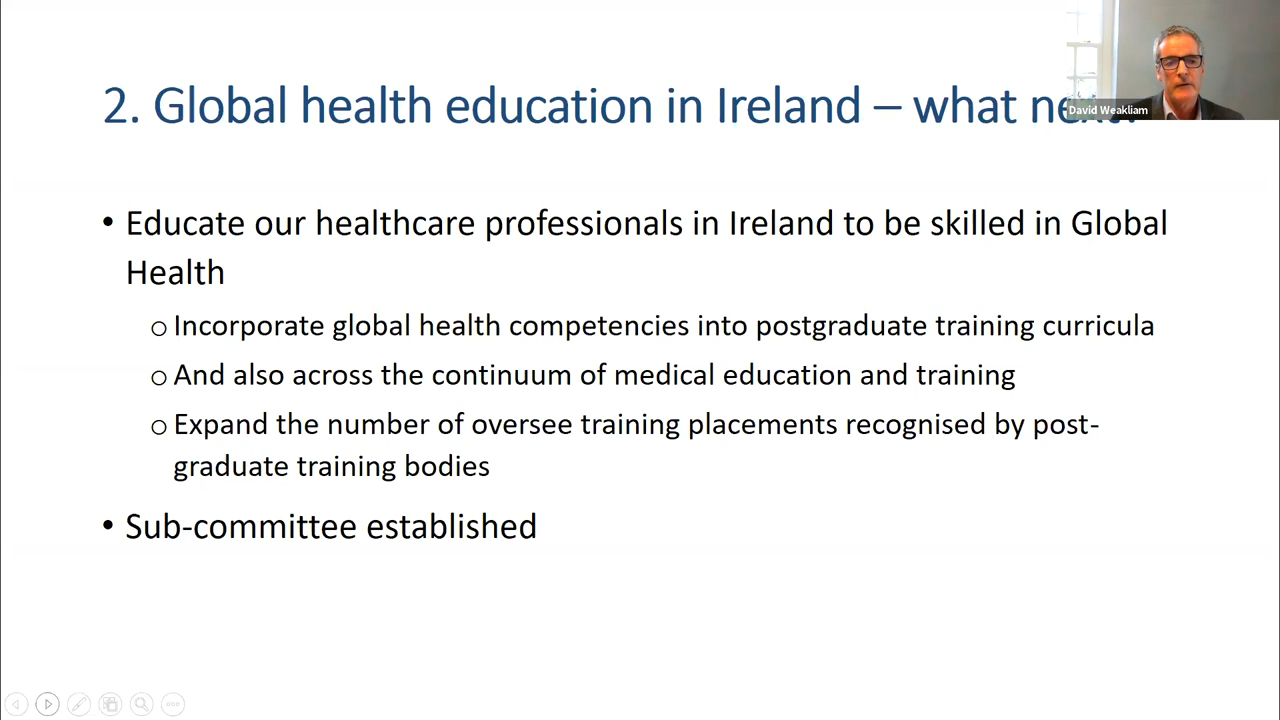 2. Global health education in Ireland – what
David Weakliam
• Educate our healthcare professionals in Ireland to be skilled in Global
Health
o Incorporate global health competencies into postgraduate training curricula
o And also across the continuum of medical education and training
o Expand the number of oversee training placements recognised by post-
graduate training bodies
• Sub-committee established